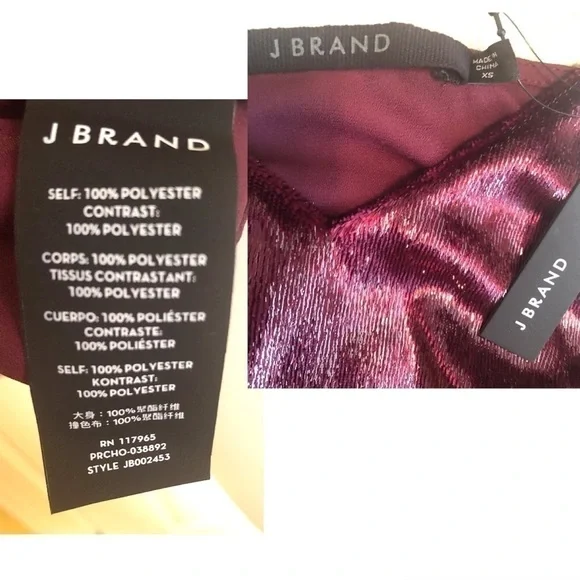 J BRAND
SELF: 100% POLYESTER
CONTRAST:
100% POLYESTER
CORPS: 100% POLYESTER
TISSUS CONTRASTANT:
100% POLYESTER
CUERPO: 100% POLIÉSTER
CONTRASTE:
100% POLIÉSTER
SELF: 100% POLYESTER
KONTRAST:
100% POLYESTER
大身：100%聚酯纤维
撞色布：100%聚酯纤维
RN 117965
PRCHO-038892
STYLE JB002453
J BRAND
MADE IN
CHINA
XS
J BRAND